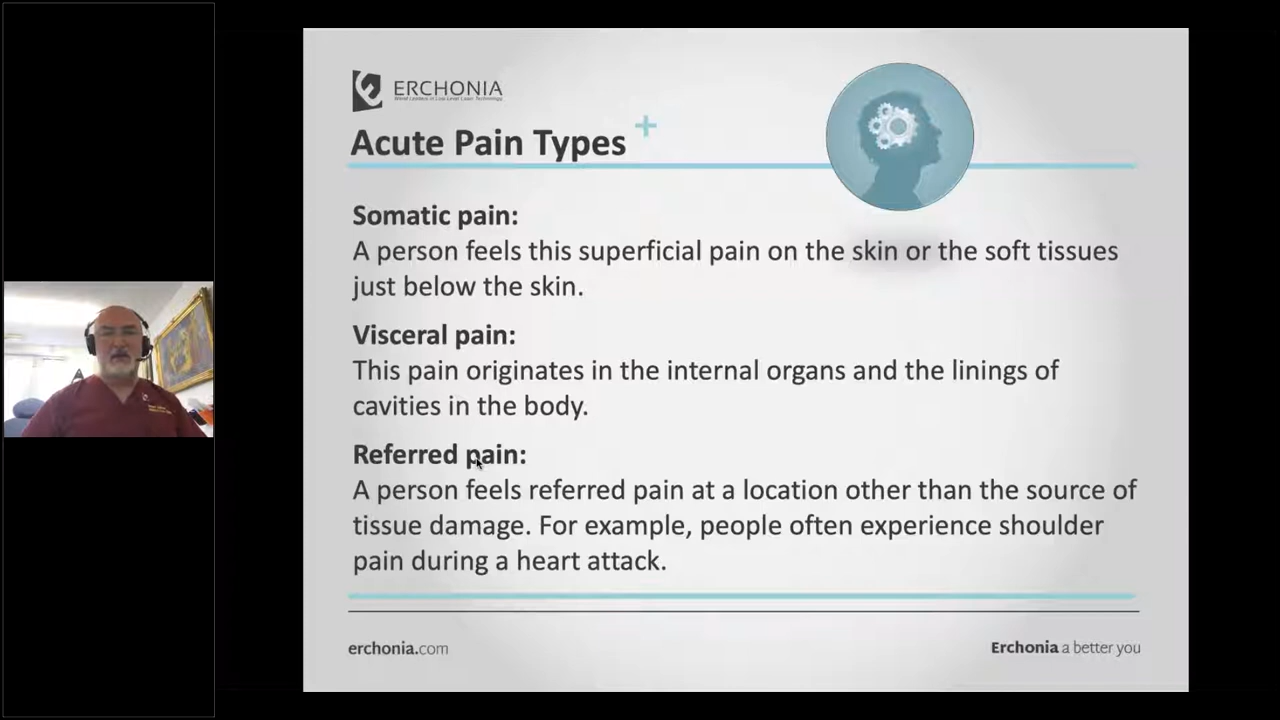 ERCHONIA
World Leaders in Low Level Laser Technology
Acute Pain Types
Somatic pain:
A person feels this superficial pain on the skin or the soft tissues
just below the skin.
Visceral pain:
This pain originates in the internal organs and the linings of
cavities in the body.
Referred pain:
A person feels referred pain at a location other than the source of
tissue damage. For example, people often experience shoulder
pain during a heart attack.
erchonia.com
Erchonia a better you